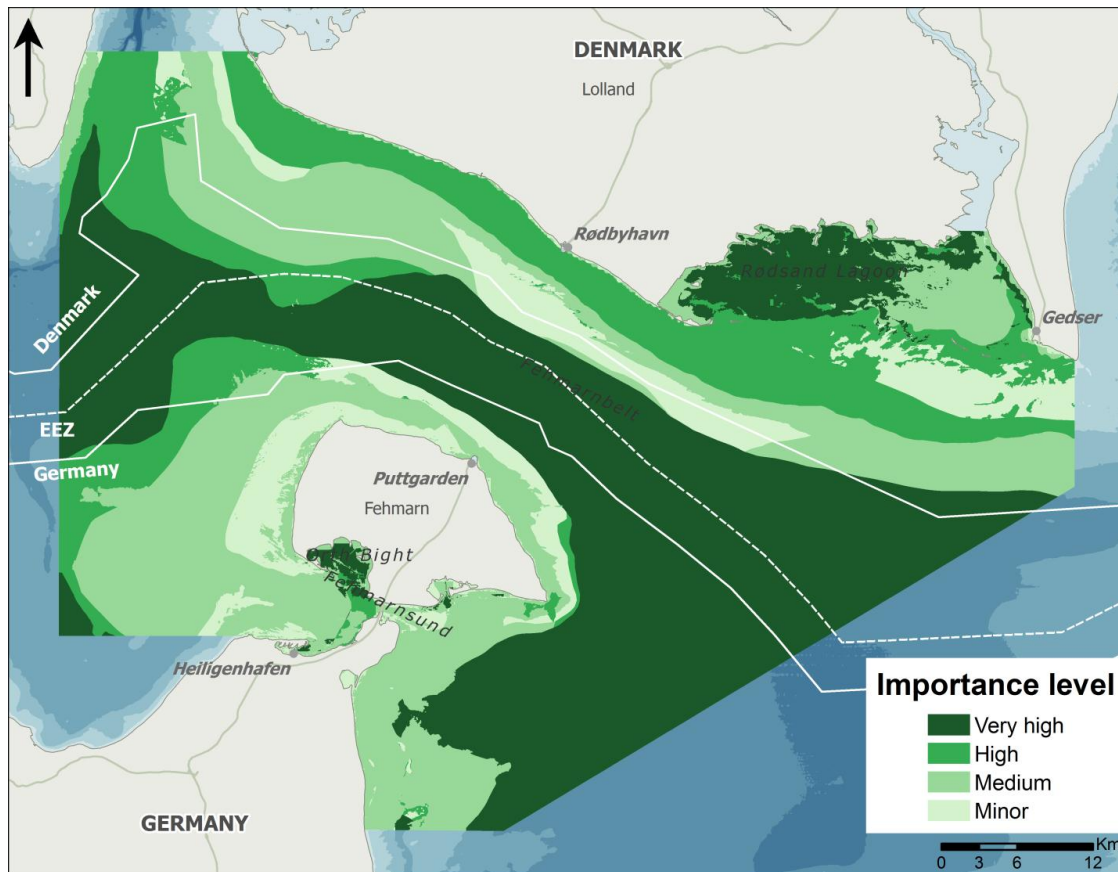 DENMARK
Lolland
Rødbyhavn
Rødsand Lagoon
Gedser
Denmark
Fehmarnbelt
EEZ
Germany
Puttgarden
Fehmarn
Orth Bight
Fehmarnsund
Heiligenhafen
GERMANY
Importance level
Very high
High
Medium
Minor
Km
0 3 6 12